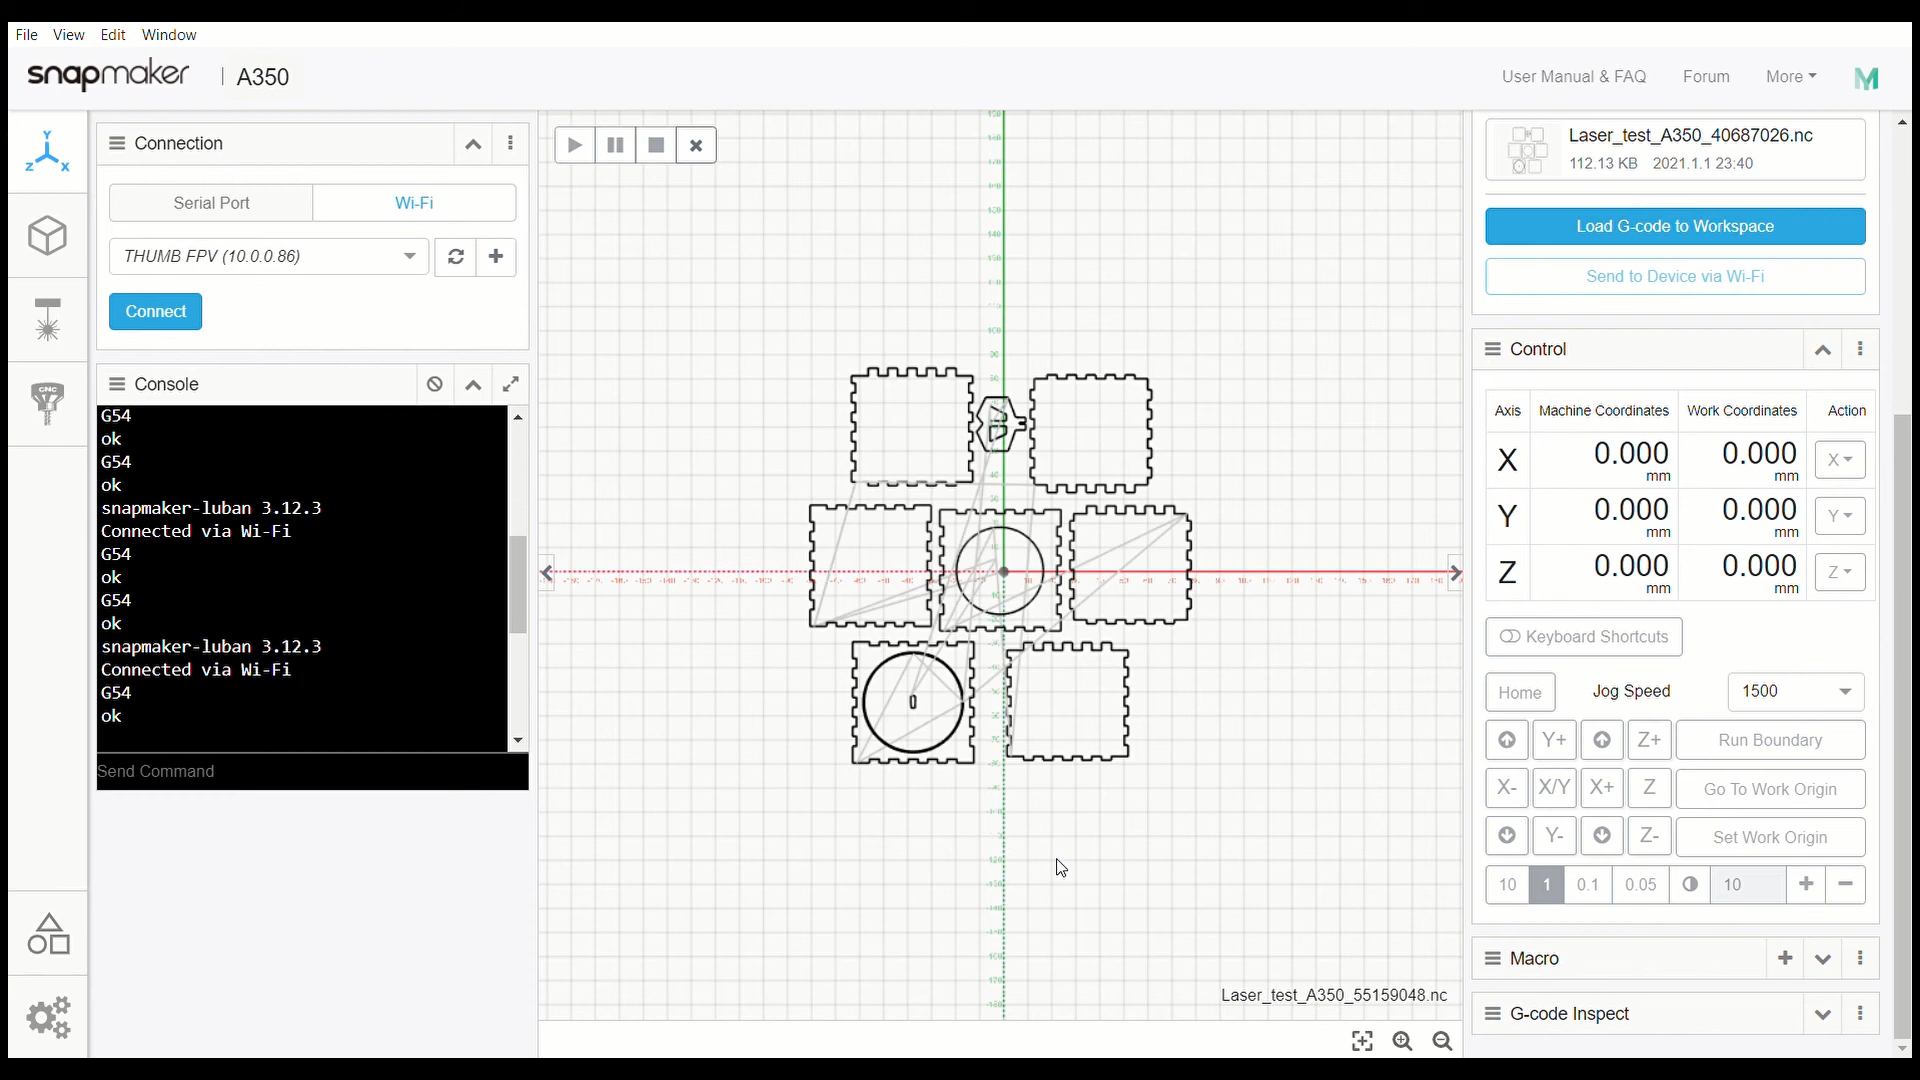 File View Edit Window
snapmaker | A350
User Manual & FAQ Forum More
Connection
Serial Port Wi-Fi
THUMB FPV (10.0.0.86)
Connect
Console
G54
ok
G54
ok
snapmaker-luban 3.12.3
Connected via Wi-Fi
G54
ok
G54
ok
snapmaker-luban 3.12.3
Connected via Wi-Fi
G54
ok
Send Command
CNC
Y
Z X
Laser_test_A350_55159048.nc
Laser_test_A350_40687026.nc
112.13 KB 2021.1.1 23:40
Load G-code to Workspace
Send to Device via Wi-Fi
Control
Axis Machine Coordinates Work Coordinates Action
X 0.000 mm 0.000 mm X
Y 0.000 mm 0.000 mm Y
Z 0.000 mm 0.000 mm Z
Keyboard Shortcuts
Home Jog Speed 1500
Y+ Z+ Run Boundary
X- X/Y X+ Z Go To Work Origin
Y- Z- Set Work Origin
10 1 0.1 0.05 10
Macro
G-code Inspect